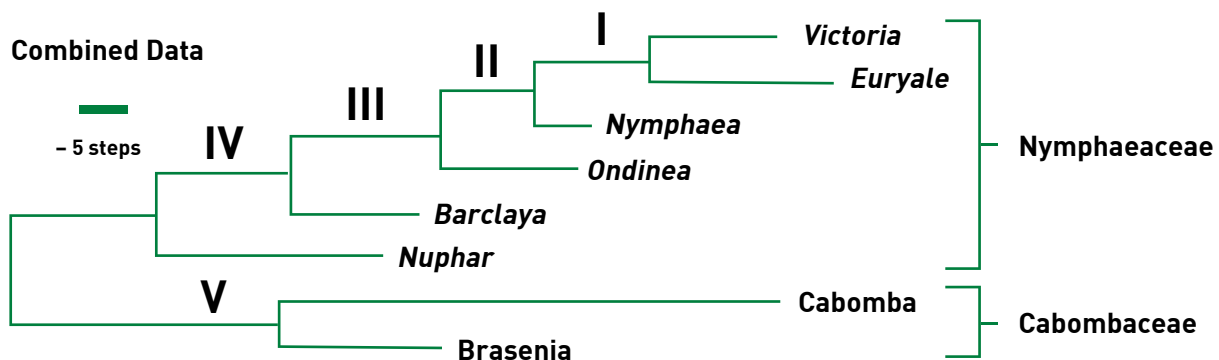 Combined Data
– 5 steps
I
II
III
IV
V
Victoria
Euryale
Nymphaea
Ondinea
Barclaya
Nuphar
Cabomba
Brasenia
Nymphaeaceae
Cabombaceae